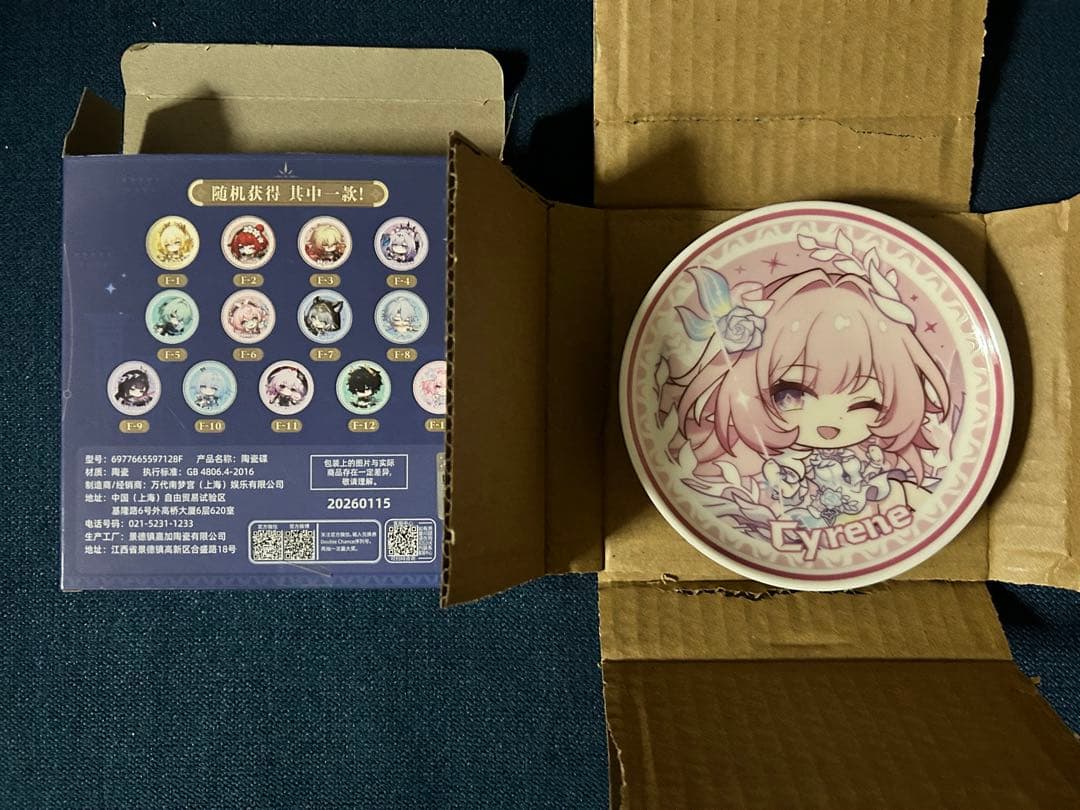 随机获得 其中一款!
F-1
F-2
F-3
F-4
F-5
F-6
F-7
F-8
F-9
F-10
F-11
F-12
型号: 6977665597128F 产品名称: 陶瓷碟
材质: 陶瓷 执行标准: GB 4806.4-2016
制造商/经销商: 万代南梦宫 (上海) 娱乐有限公司
地址: 中国 (上海) 自由贸易试验区
基隆路6号外高桥大厦6层620室
电话号码: 021-5231-1233
生产工厂: 景德镇嘉加陶瓷有限公司
地址: 江西省景德镇高新区合盛路18号
包装上的图片与实际
商品存在一定差异,
敬请理解。
20260115
官方微信
官方微博
Cyrene